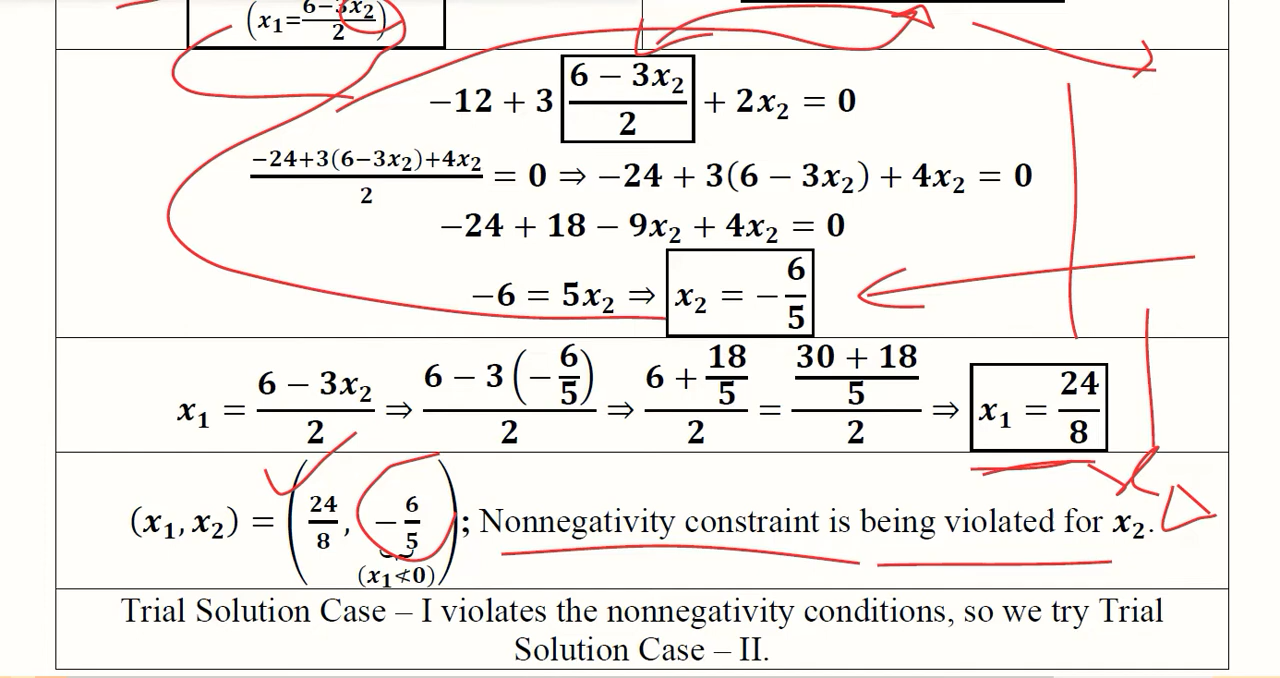 (x₁=6−3x₂/2)
−12 + 3 (6 − 3x₂)/2 + 2x₂ = 0
−24+3(6−3x₂)+4x₂/2 = 0 ⇒ −24 + 3(6 − 3x₂) + 4x₂ = 0
−24 + 18 − 9x₂ + 4x₂ = 0
−6 = 5x₂ ⇒ x₂ = −6/5
x₁ = (6 − 3x₂)/2 ⇒ (6 − 3(−6/5))/2 ⇒ (6 + 18/5)/2 = ((30 + 18)/5)/2 ⇒ x₁ = 24/8
(x₁, x₂) = (24/8, −6/5); Nonnegativity constraint is being violated for x₂.
(x₁≮0)
Trial Solution Case – I violates the nonnegativity conditions, so we try Trial
Solution Case – II.